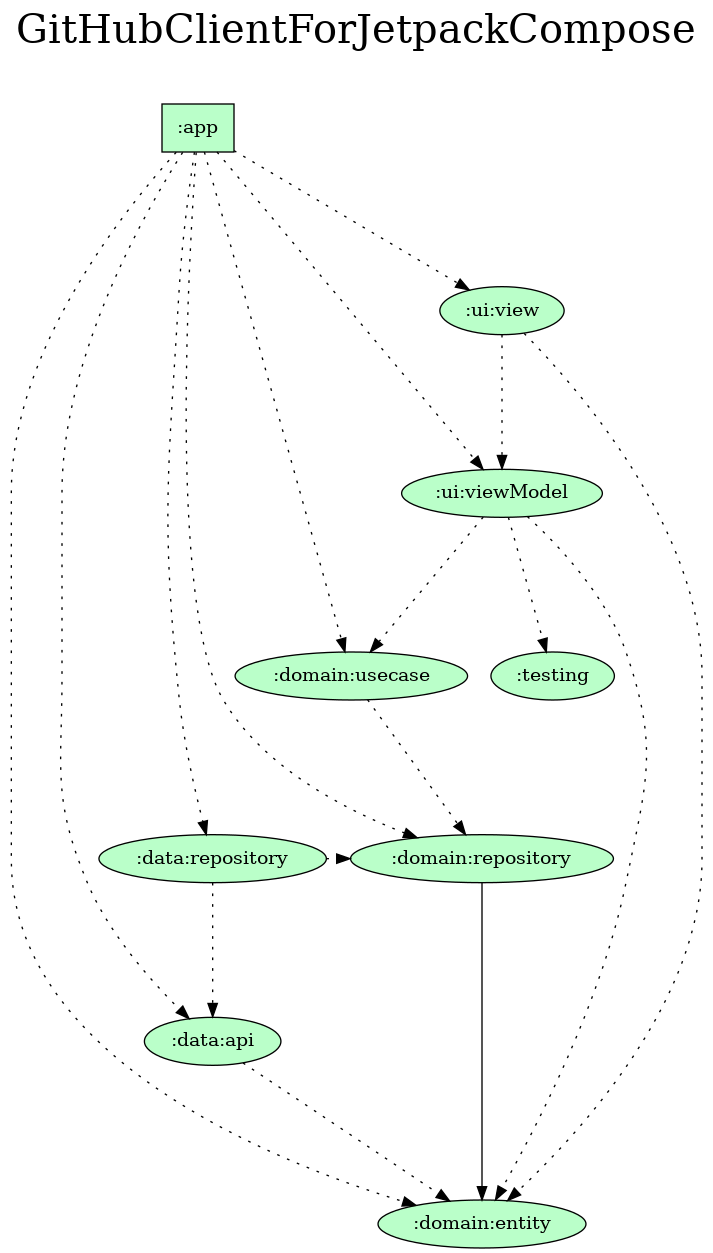 GitHubClientForJetpackCompose
:app
:ui:view
:ui:viewModel
:domain:usecase
:testing
:data:repository
:domain:repository
:data:api
:domain:entity